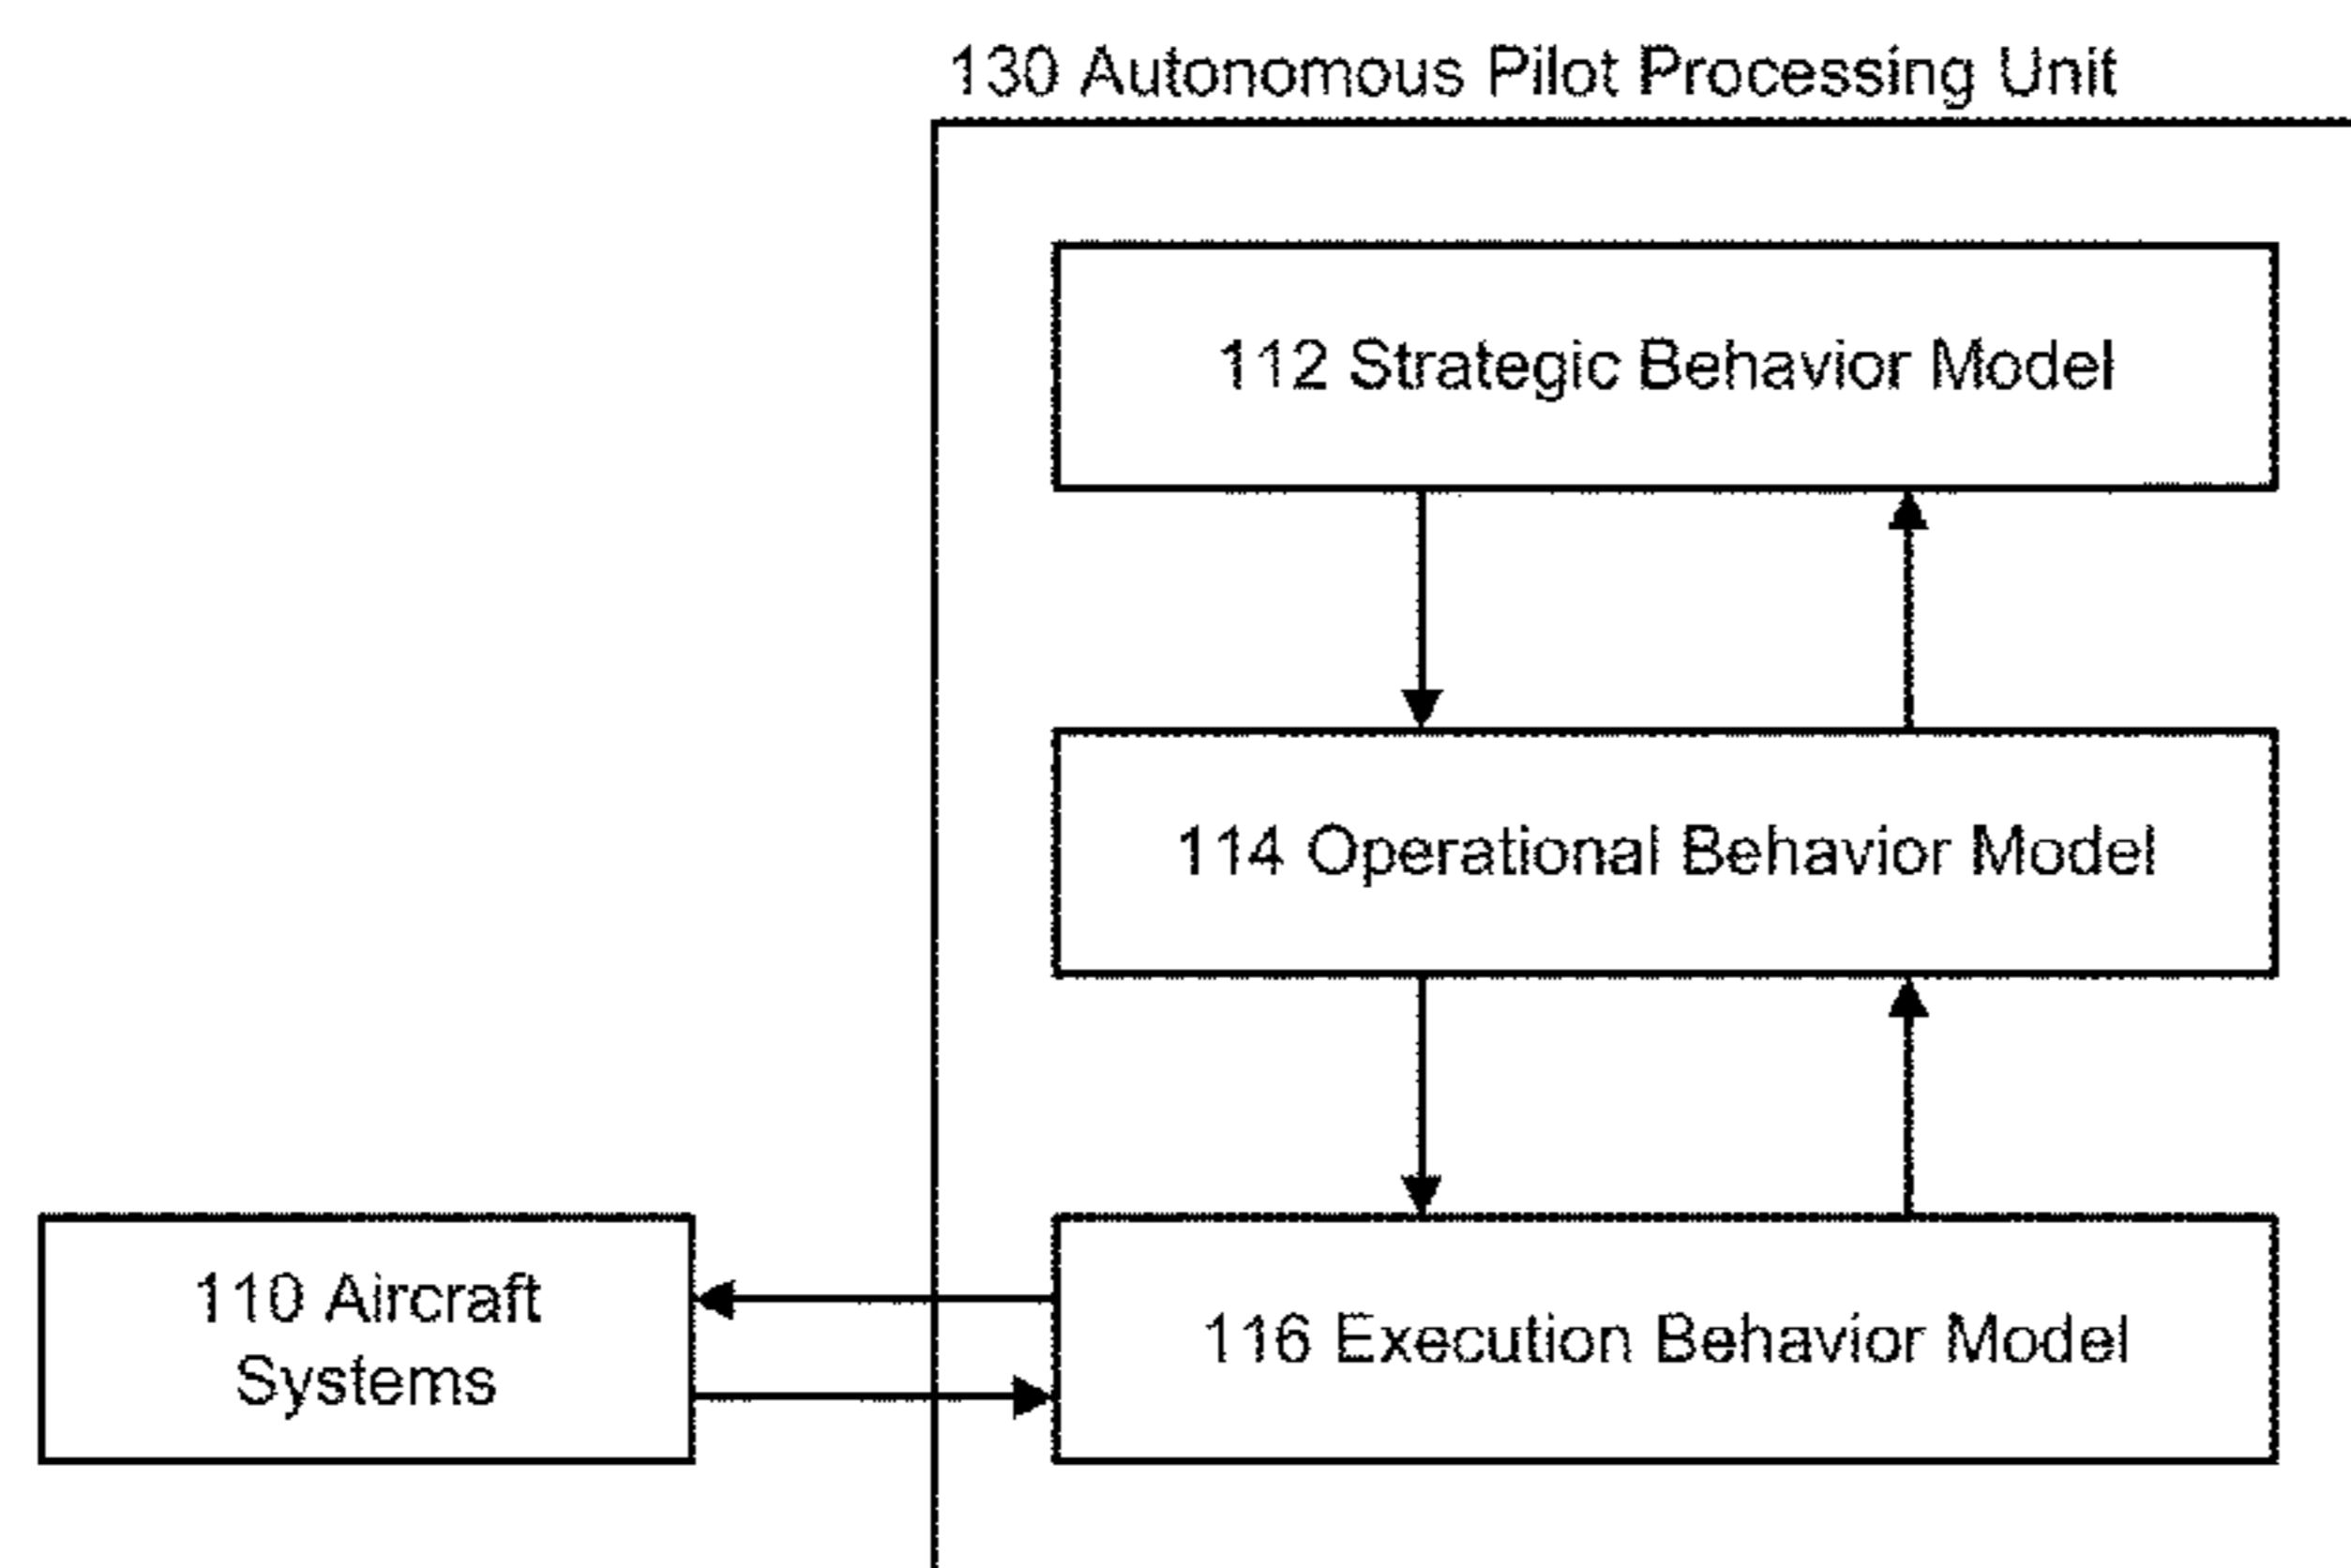 130 Autonomous Pilot Processing Unit
112 Strategic Behavior Model
114 Operational Behavior Model
110 Aircraft
Systems
116 Execution Behavior Model